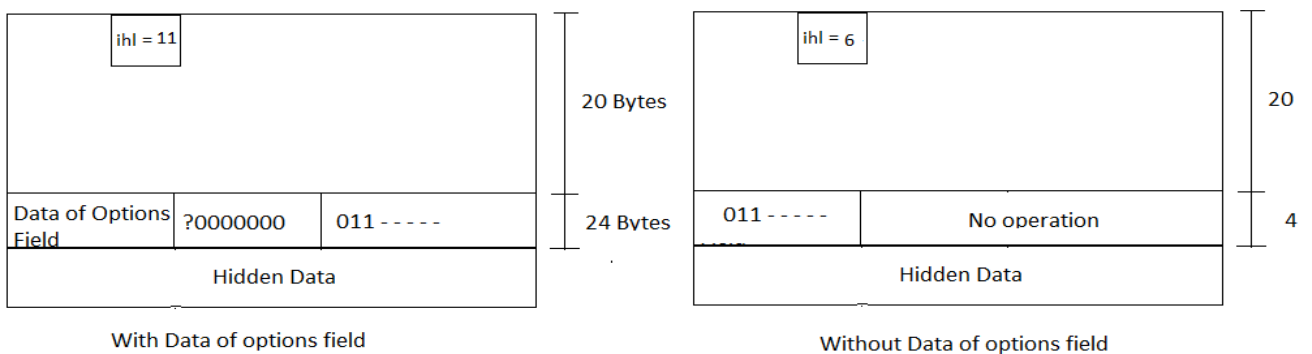 ihl = 11
20 Bytes
Data of Options
Field
?0000000
011 - - - - -
24 Bytes
Hidden Data
With Data of options field
ihl = 6
20
011 - - - - -
No operation
4
Hidden Data
Without Data of options field